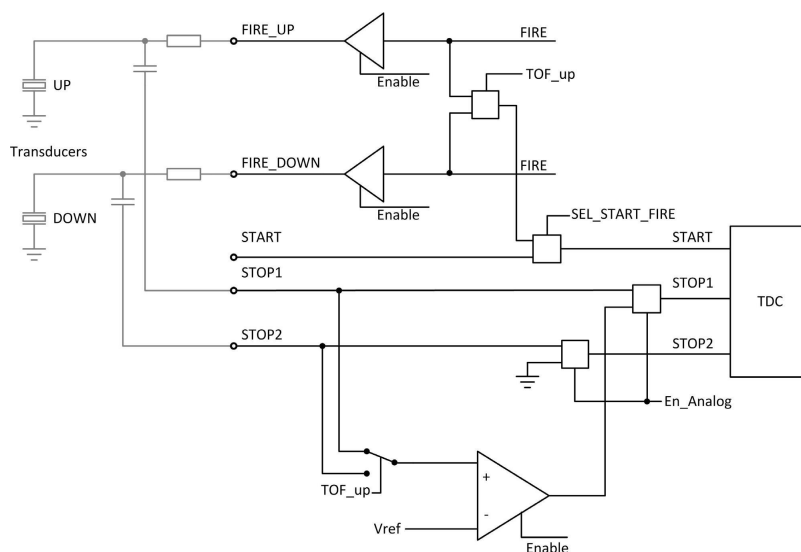 FIRE_UP
FIRE
Enable
UP
TOF_up
Transducers
FIRE_DOWN
FIRE
Enable
DOWN
SEL_START_FIRE
START
START
STOP1
STOP1
TDC
STOP2
STOP2
En_Analog
+
TOF_up
-
Vref
Enable